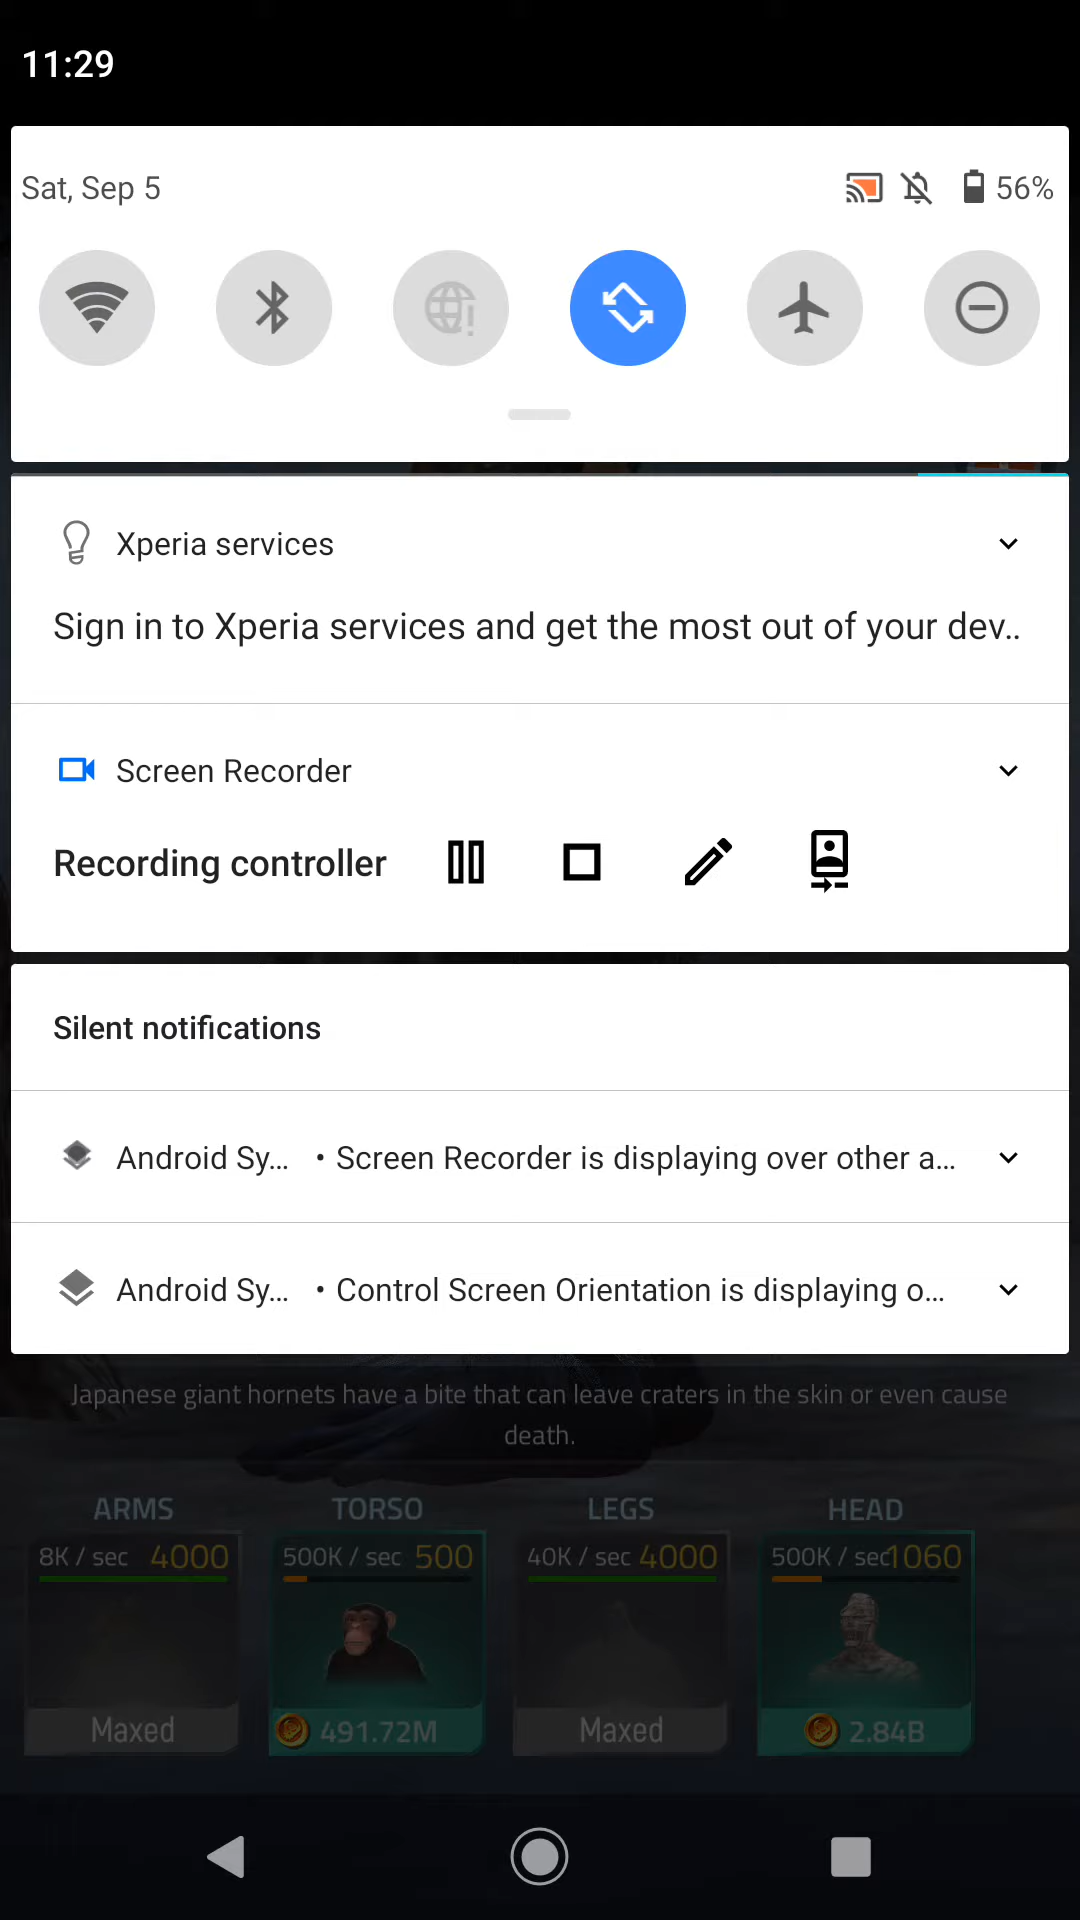 11:29
Sat, Sep 5
56%
Xperia services
Sign in to Xperia services and get the most out of your dev..
Screen Recorder
Recording controller
Silent notifications
Android Sy... • Screen Recorder is displaying over other a...
Android Sy... • Control Screen Orientation is displaying o...
Japanese giant hornets have a bite that can leave craters in the skin or even cause
death.
ARMS TORSO LEGS HEAD
8K / sec 4000 500K / sec 500 40K / sec 4000 500K / sec 1060
Maxed 491.72M Maxed 2.84B